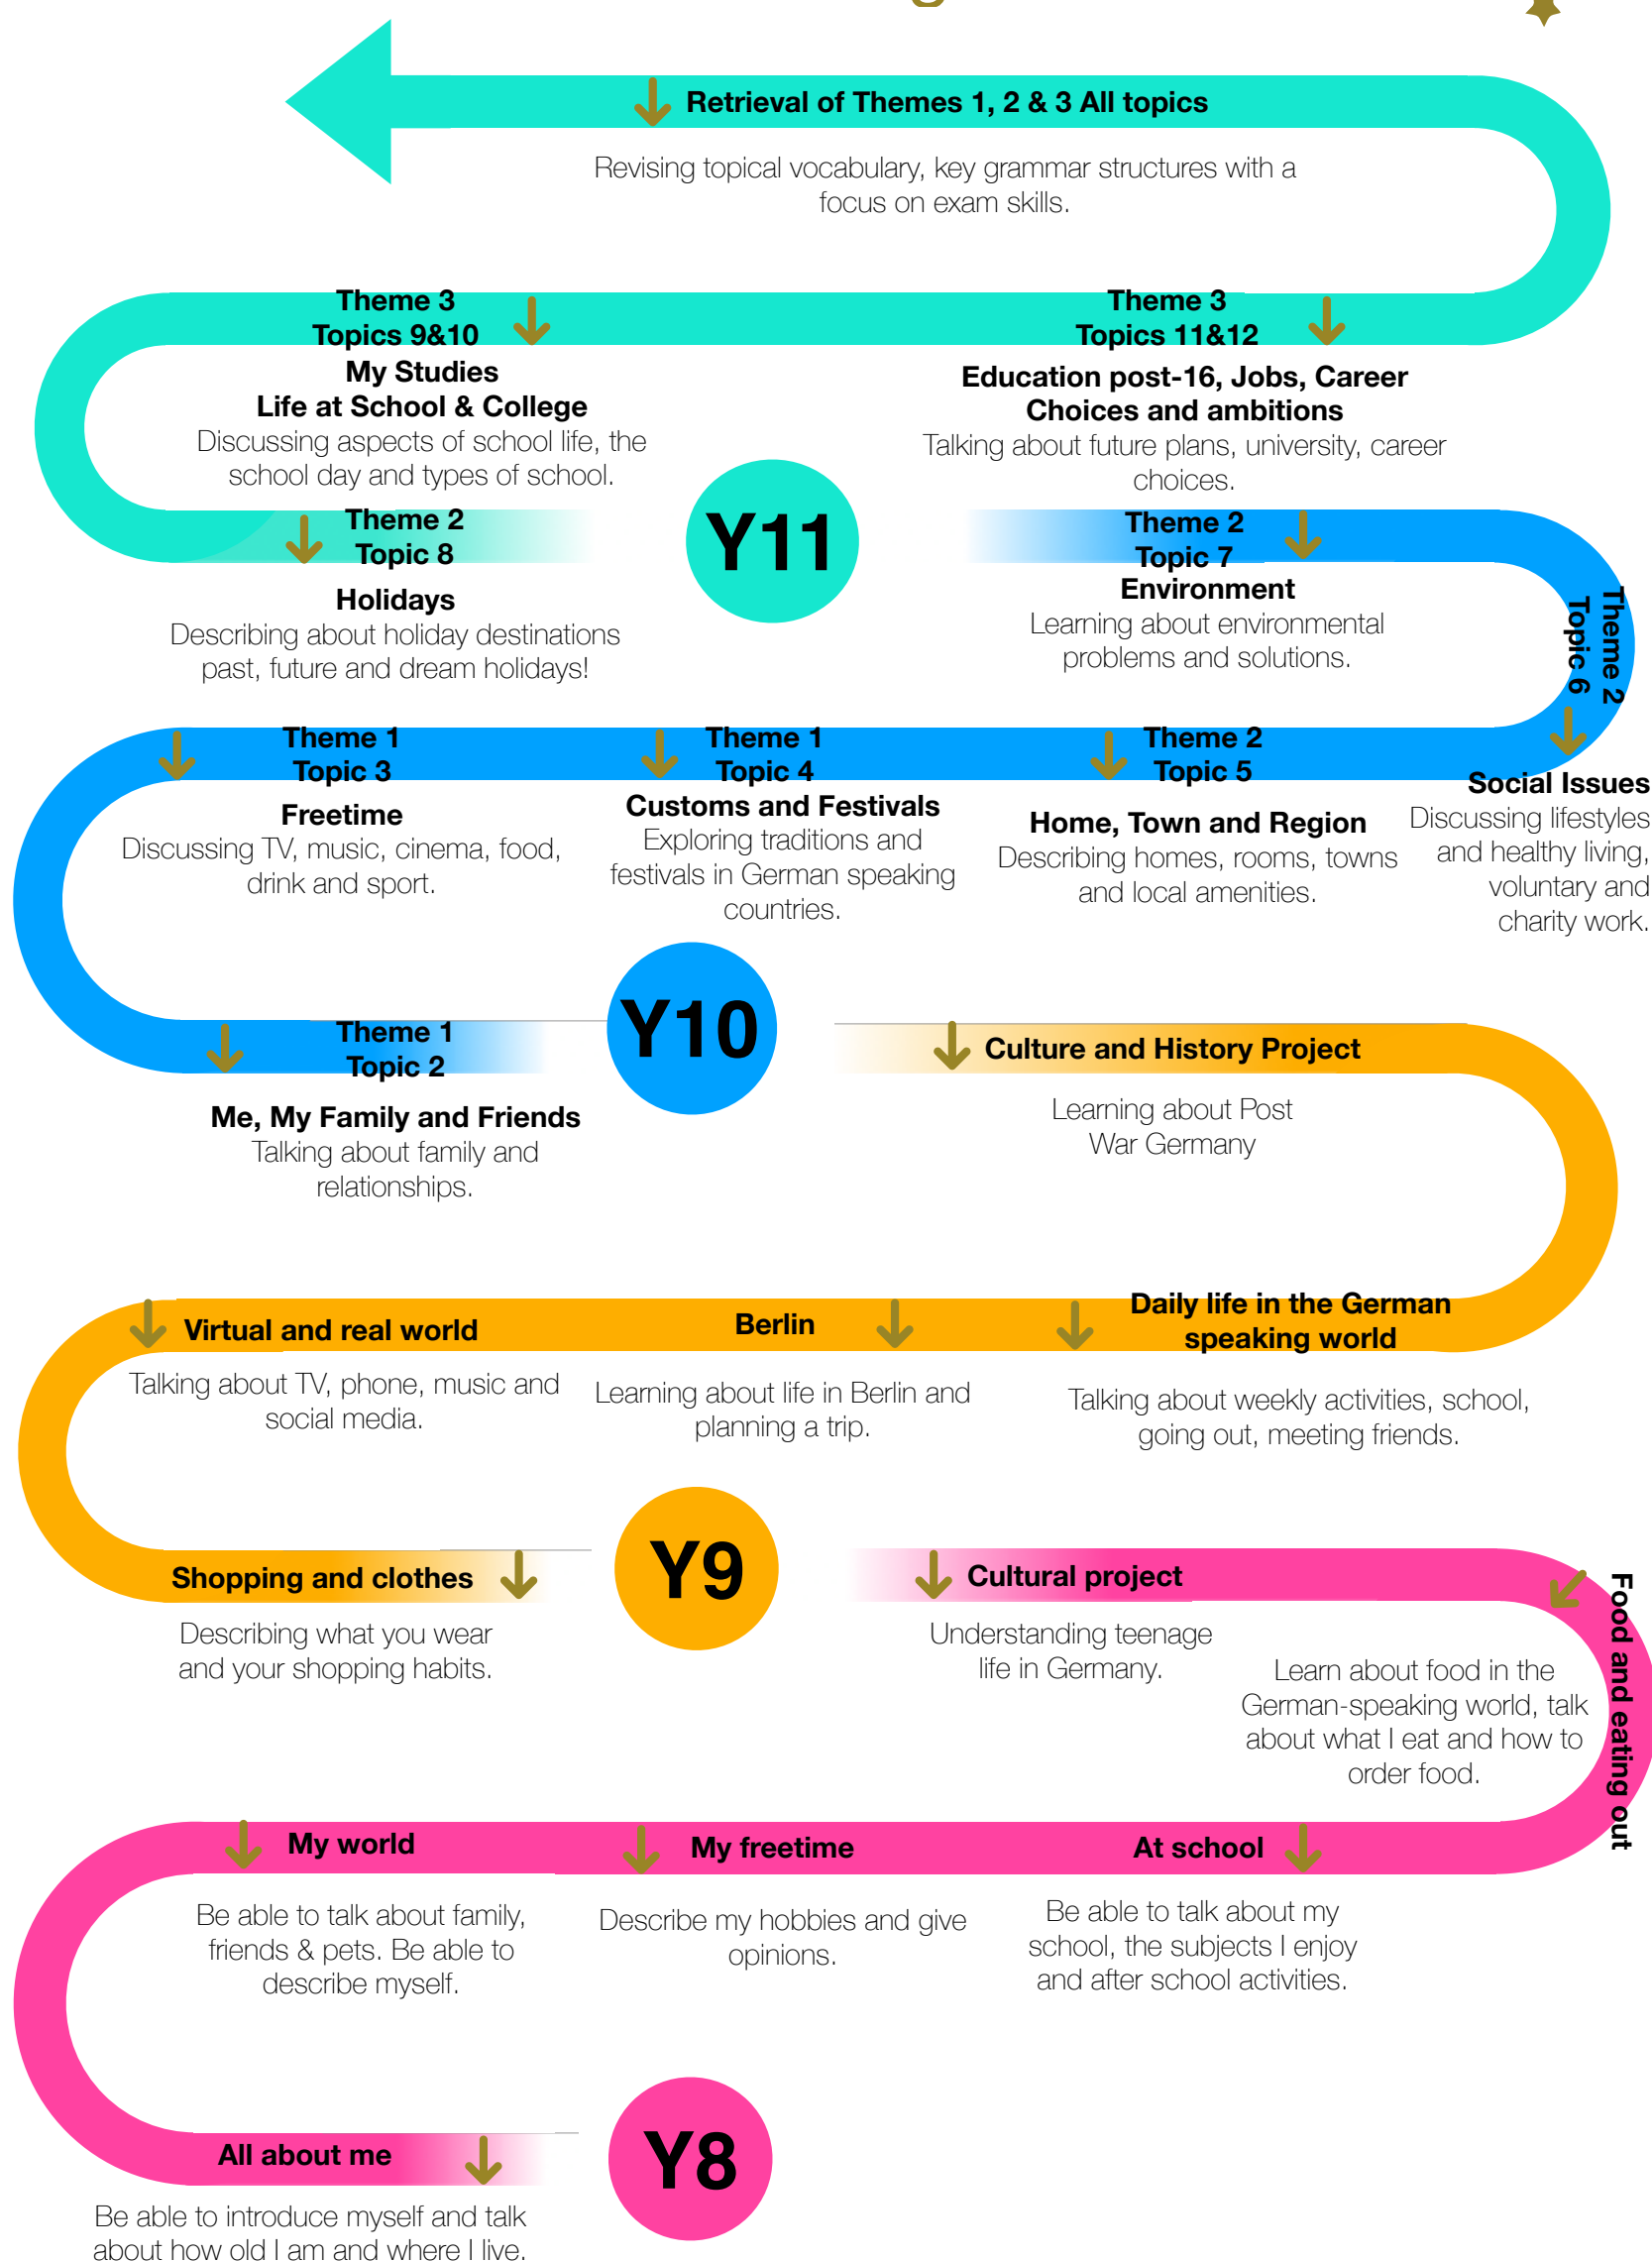 Retrieval of Themes 1, 2 & 3 All topics
Revising topical vocabulary, key grammar structures with a
focus on exam skills.
Theme 3
Topics 9&10
My Studies
Life at School & College
Discussing aspects of school life, the
school day and types of school.
Theme 3
Topics 11&12
Education post-16, Jobs, Career
Choices and ambitions
Talking about future plans, university, career
choices.
Theme 2
Topic 8
Holidays
Describing about holiday destinations
past, future and dream holidays!
Y11
Theme 2
Topic 7
Environment
Learning about environmental
problems and solutions.
Theme 2
Topic 6
Social Issues
Discussing lifestyles
and healthy living,
voluntary and
charity work.
Theme 1
Topic 3
Freetime
Discussing TV, music, cinema, food,
drink and sport.
Theme 1
Topic 4
Customs and Festivals
Exploring traditions and
festivals in German speaking
countries.
Theme 2
Topic 5
Home, Town and Region
Describing homes, rooms, towns
and local amenities.
Theme 1
Topic 2
Me, My Family and Friends
Talking about family and
relationships.
Y10
Culture and History Project
Learning about Post
War Germany
Virtual and real world
Talking about TV, phone, music and
social media.
Berlin
Learning about life in Berlin and
planning a trip.
Daily life in the German
speaking world
Talking about weekly activities, school,
going out, meeting friends.
Shopping and clothes
Describing what you wear
and your shopping habits.
Y9
Cultural project
Understanding teenage
life in Germany.
Food and eating out
Learn about food in the
German-speaking world, talk
about what I eat and how to
order food.
My world
Be able to talk about family,
friends & pets. Be able to
describe myself.
My freetime
Describe my hobbies and give
opinions.
At school
Be able to talk about my
school, the subjects I enjoy
and after school activities.
All about me
Be able to introduce myself and talk
about how old I am and where I live.
Y8